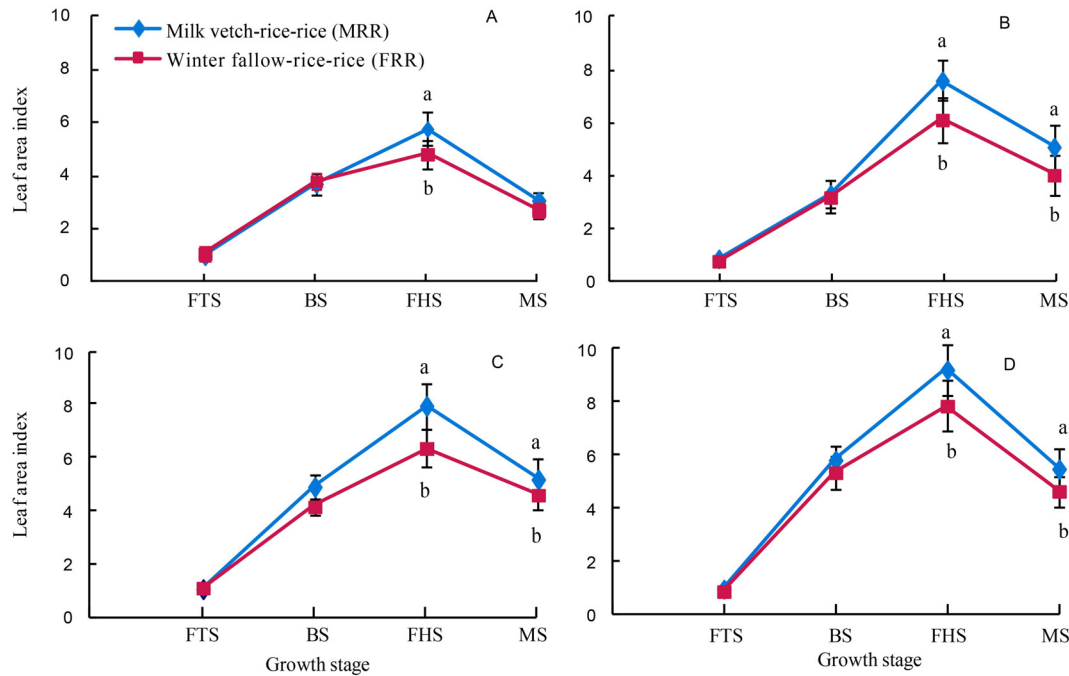 A
Milk vetch-rice-rice (MRR)
Winter fallow-rice-rice (FRR)
Leaf area index
10
8
6
4
2
0
a
b
FTS BS FHS MS
B
10
8
6
4
2
0
a
b
a
b
FTS BS FHS MS
C
Leaf area index
10
8
6
4
2
0
a
b
a
b
FTS BS FHS MS
Growth stage
D
10
8
6
4
2
0
a
b
a
b
FTS BS FHS MS
Growth stage